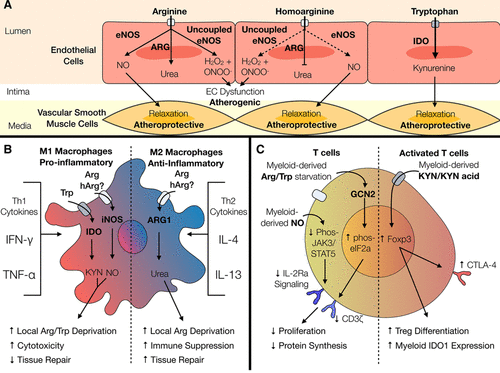 A
Arginine
Homoarginine
Tryptophan
Lumen
Endothelial
Cells
eNOS
Uncoupled
eNOS
ARG
NO
Urea
H₂O₂ +
ONOO⁻
Uncoupled
eNOS
eNOS
ARG
H₂O₂ +
ONOO⁻
Urea
NO
IDO
Kynurenine
Intima
EC Dysfunction
Atherogenic
Media
Vascular Smooth
Muscle Cells
Relaxation
Atheroprotective
Relaxation
Atheroprotective
Relaxation
Atheroprotective
B
M1 Macrophages
Pro-inflammatory
M2 Macrophages
Anti-Inflammatory
Th1
Cytokines
IFN-γ
TNF-α
Trp
Arg
hArg?
Arg
hArg?
iNOS
IDO
ARG1
KYN
NO
Urea
Th2
Cytokines
IL-4
IL-13
↑ Local Arg/Trp Deprivation
↑ Cytotoxicity
↓ Tissue Repair
↑ Local Arg Deprivation
↑ Immune Suppression
↑ Tissue Repair
C
T cells
Activated T cells
Myeloid-derived
Arg/Trp starvation
Myeloid-derived
KYN/KYN acid
GCN2
Myeloid-
derived NO
↓ Phos-
JAK3/
STAT5
↑ phos-
eIF2a
↑ Foxp3
↑ CTLA-4
↓ IL-2Ra
Signaling
↓ CD3ζ
↓ Proliferation
↓ Protein Synthesis
↑ Treg Differentiation
↑ Myeloid IDO1 Expression